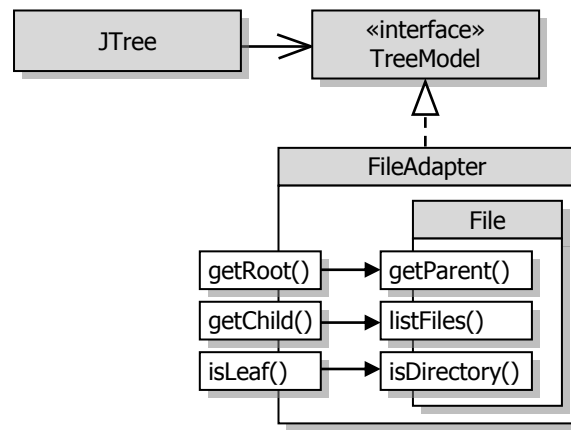 JTree
«interface»
TreeModel
FileAdapter
File
getRoot()
getParent()
getChild()
listFiles()
isLeaf()
isDirectory()